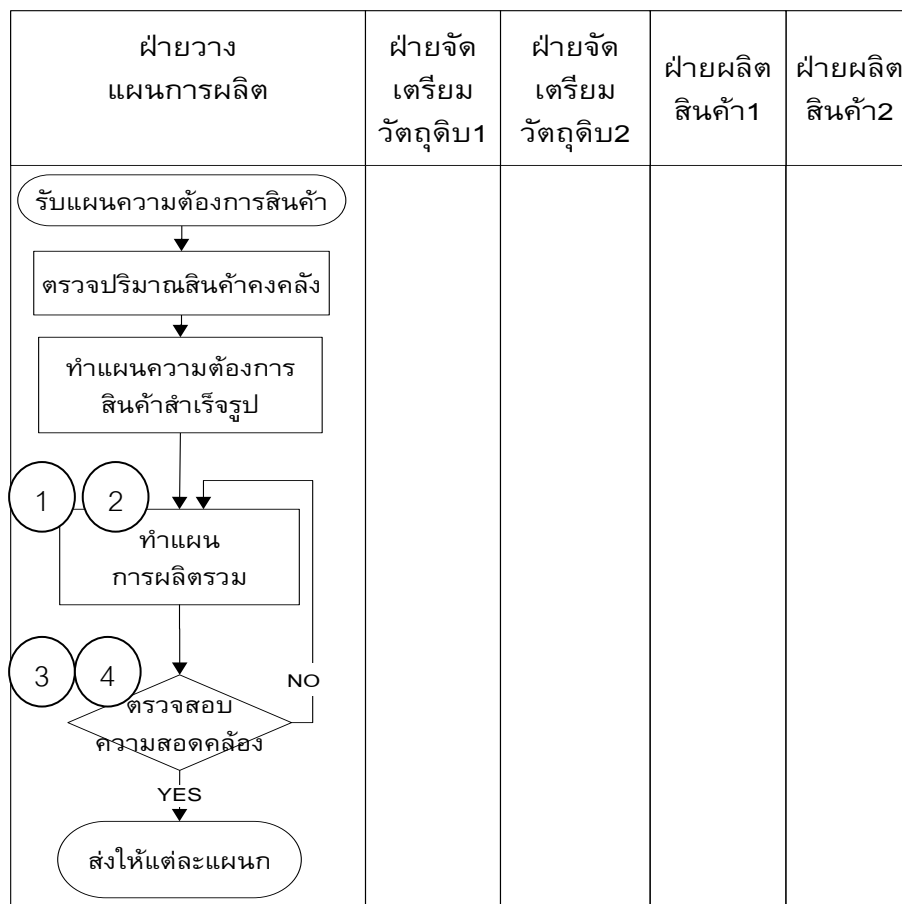 ฝ่ายวาง
แผนการผลิต
ฝ่ายจัด
เตรียม
วัตถุดิบ1
ฝ่ายจัด
เตรียม
วัตถุดิบ2
ฝ่ายผลิต
สินค้า1
ฝ่ายผลิต
สินค้า2
รับแผนความต้องการสินค้า
ตรวจปริมาณสินค้าคงคลัง
ทำแผนความต้องการ
สินค้าสำเร็จรูป
1
2
ทำแผน
การผลิตรวม
3
4
NO
ตรวจสอบ
ความสอดคล้อง
YES
ส่งให้แต่ละแผนก